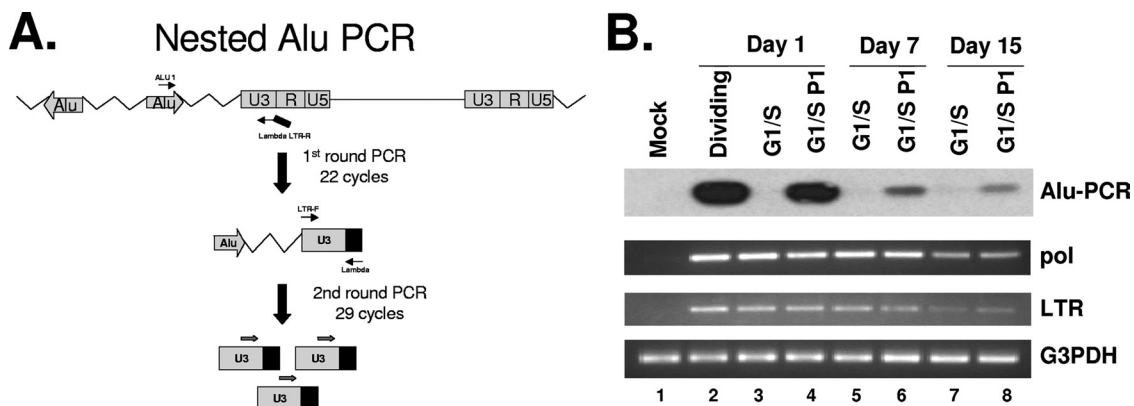 A.
Nested Alu PCR
ALU 1
Alu
Alu
U3 R U5
U3 R U5
Lambda LTR-R
1st round PCR
22 cycles
LTR-F
Alu
U3
Lambda
2nd round PCR
29 cycles
U3
U3
U3
B.
Day 1 Day 7 Day 15
Mock
Dividing
G1/S
G1/S P1
G1/S
G1/S P1
G1/S
G1/S P1
Alu-PCR
pol
LTR
G3PDH
1 2 3 4 5 6 7 8